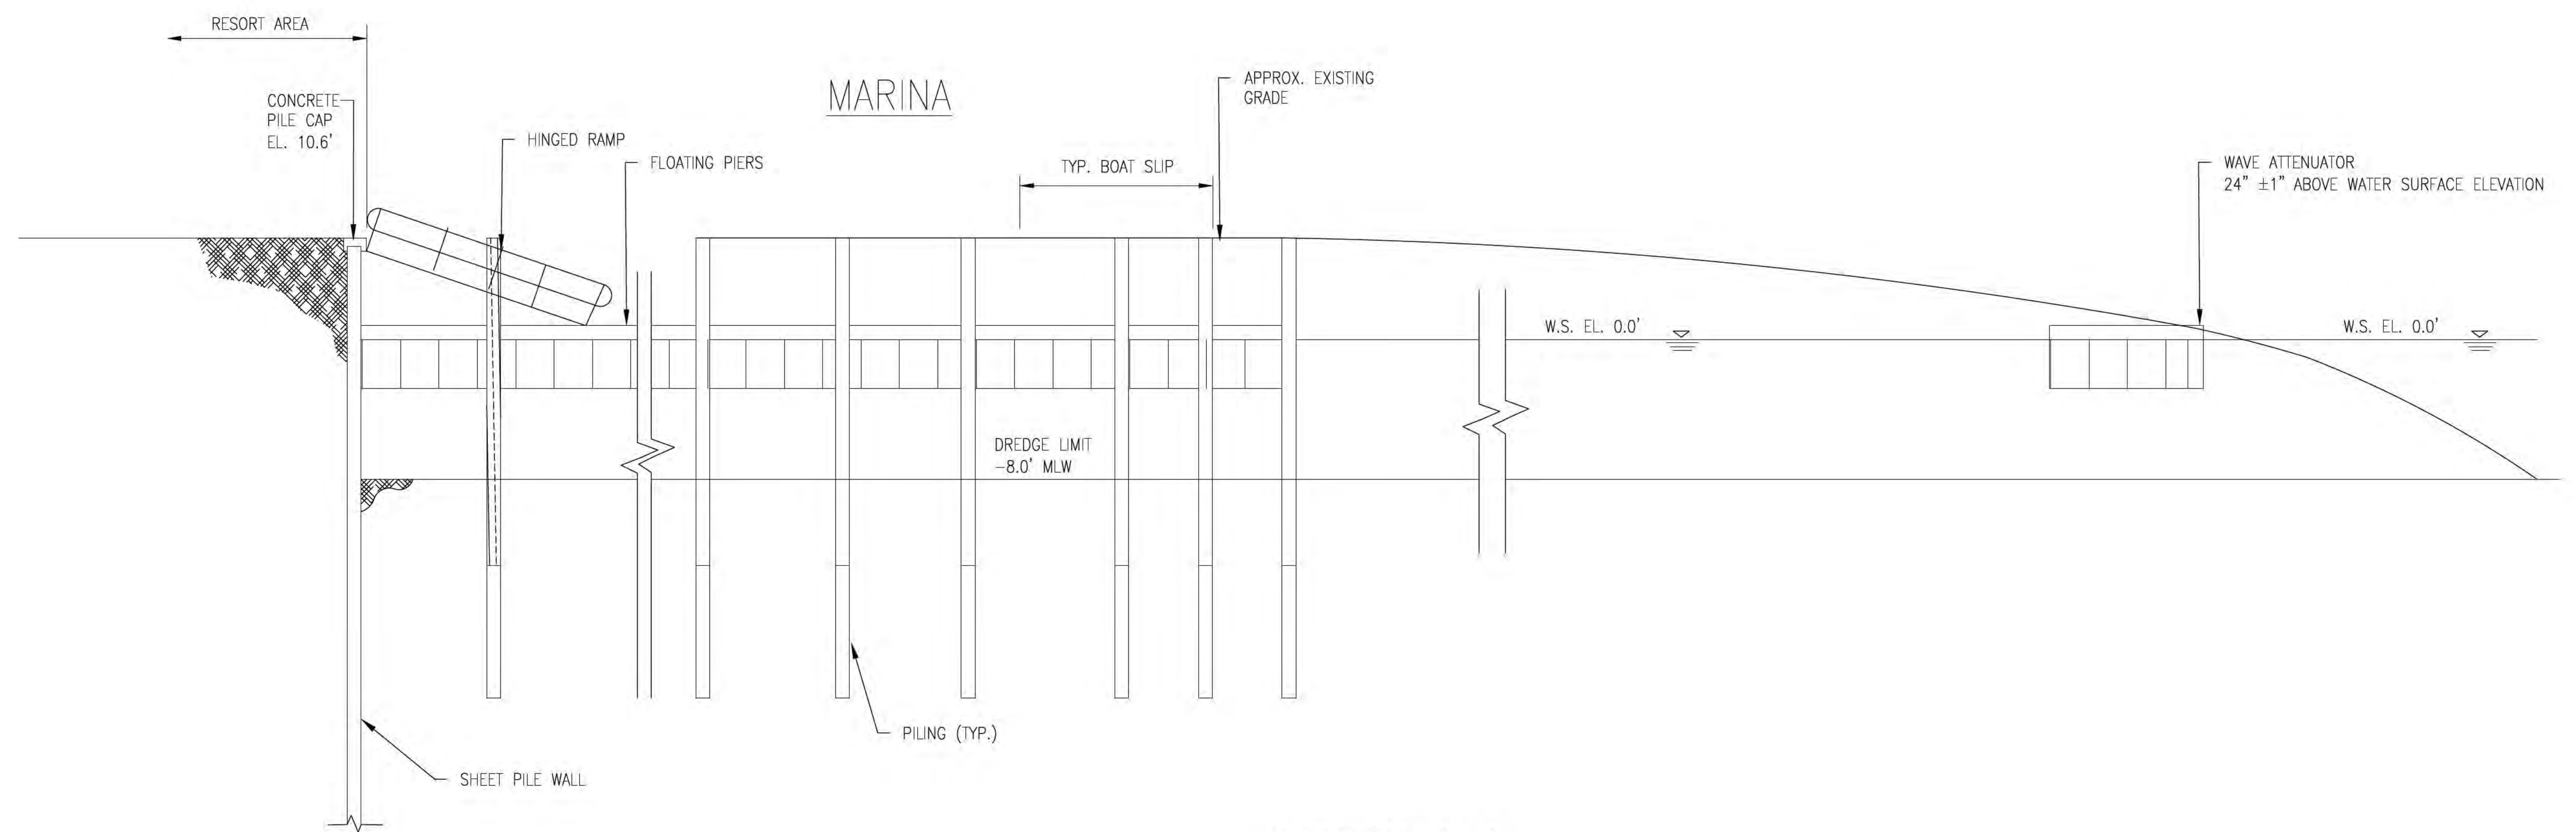 RESORT AREA
MARINA
CONCRETE
PILE CAP
EL. 10.6'
HINGED RAMP
FLOATING PIERS
TYP. BOAT SLIP
APPROX. EXISTING
GRADE
WAVE ATTENUATOR
24" ±1" ABOVE WATER SURFACE ELEVATION
W.S. EL. 0.0'
W.S. EL. 0.0'
DREDGE LIMIT
-8.0' MLW
PILING (TYP.)
SHEET PILE WALL